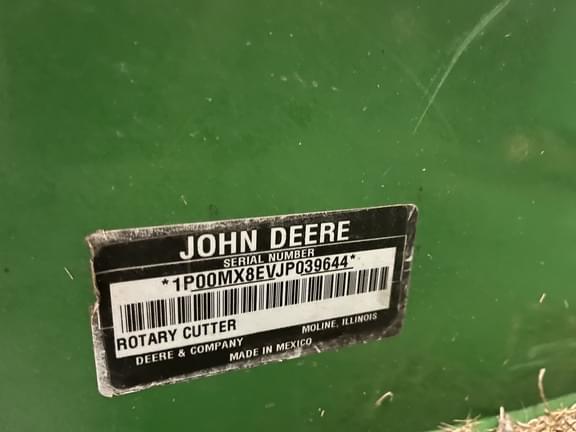 JOHN DEERE
SERIAL NUMBER
*1P00MX8EVJP039644*
ROTARY CUTTER
DEERE & COMPANY MOLINE, ILLINOIS
MADE IN MEXICO